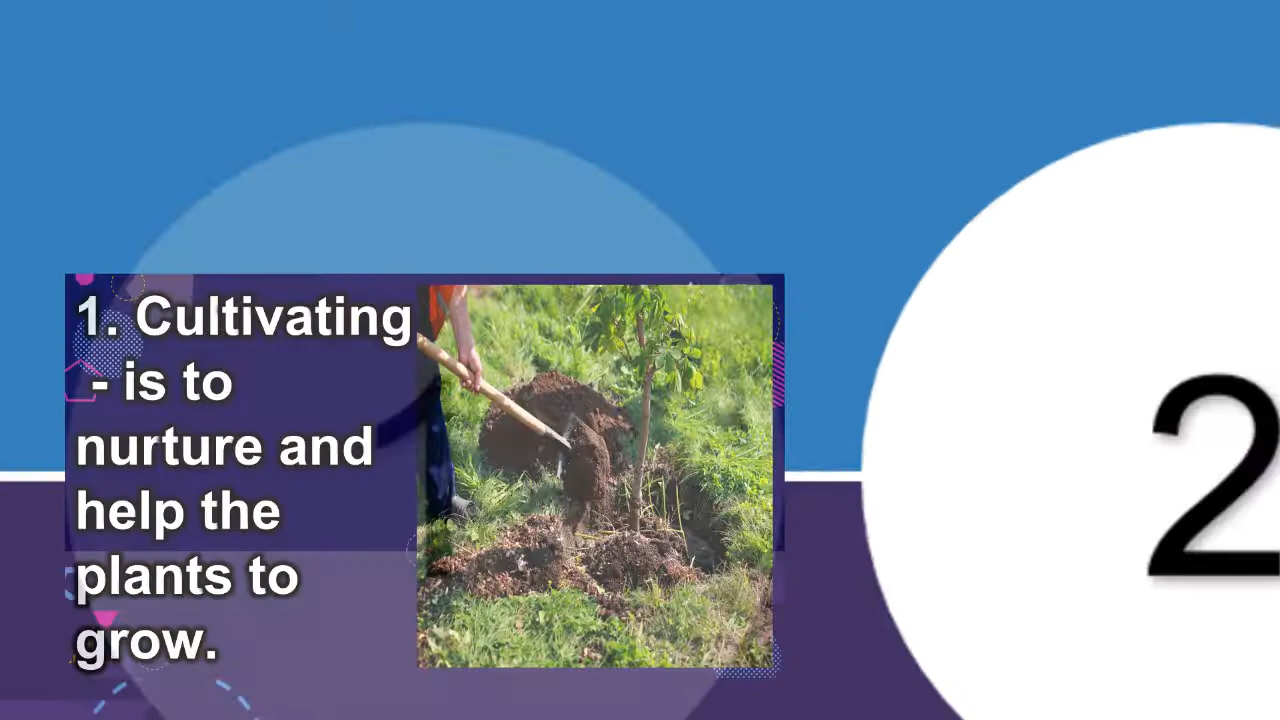 1. Cultivating
- is to
nurture and
help the
plants to
grow.
2